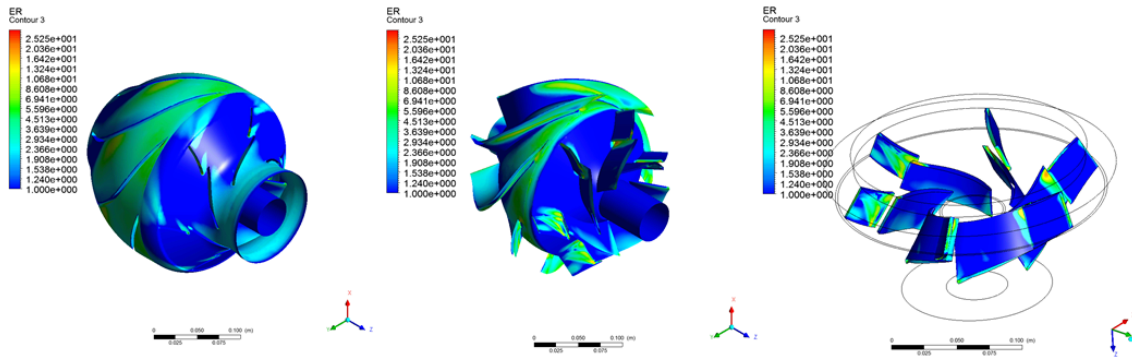 ER
Contour 3
2.525e+001
2.036e+001
1.642e+001
1.324e+001
1.068e+001
8.608e+000
6.941e+000
5.596e+000
4.513e+000
3.639e+000
2.934e+000
2.366e+000
1.908e+000
1.538e+000
1.240e+000
1.000e+000
0 0.050 0.100 (m)
0.025 0.075
X
Y
Z
ER
Contour 3
2.525e+001
2.036e+001
1.642e+001
1.324e+001
1.068e+001
8.608e+000
6.941e+000
5.596e+000
4.513e+000
3.639e+000
2.934e+000
2.366e+000
1.908e+000
1.538e+000
1.240e+000
1.000e+000
0 0.050 0.100 (m)
0.025 0.075
X
Y
Z
ER
Contour 3
2.525e+001
2.036e+001
1.642e+001
1.324e+001
1.068e+001
8.608e+000
6.941e+000
5.596e+000
4.513e+000
3.639e+000
2.934e+000
2.366e+000
1.908e+000
1.538e+000
1.240e+000
1.000e+000
0 0.050 0.100 (m)
0.025 0.075
Z